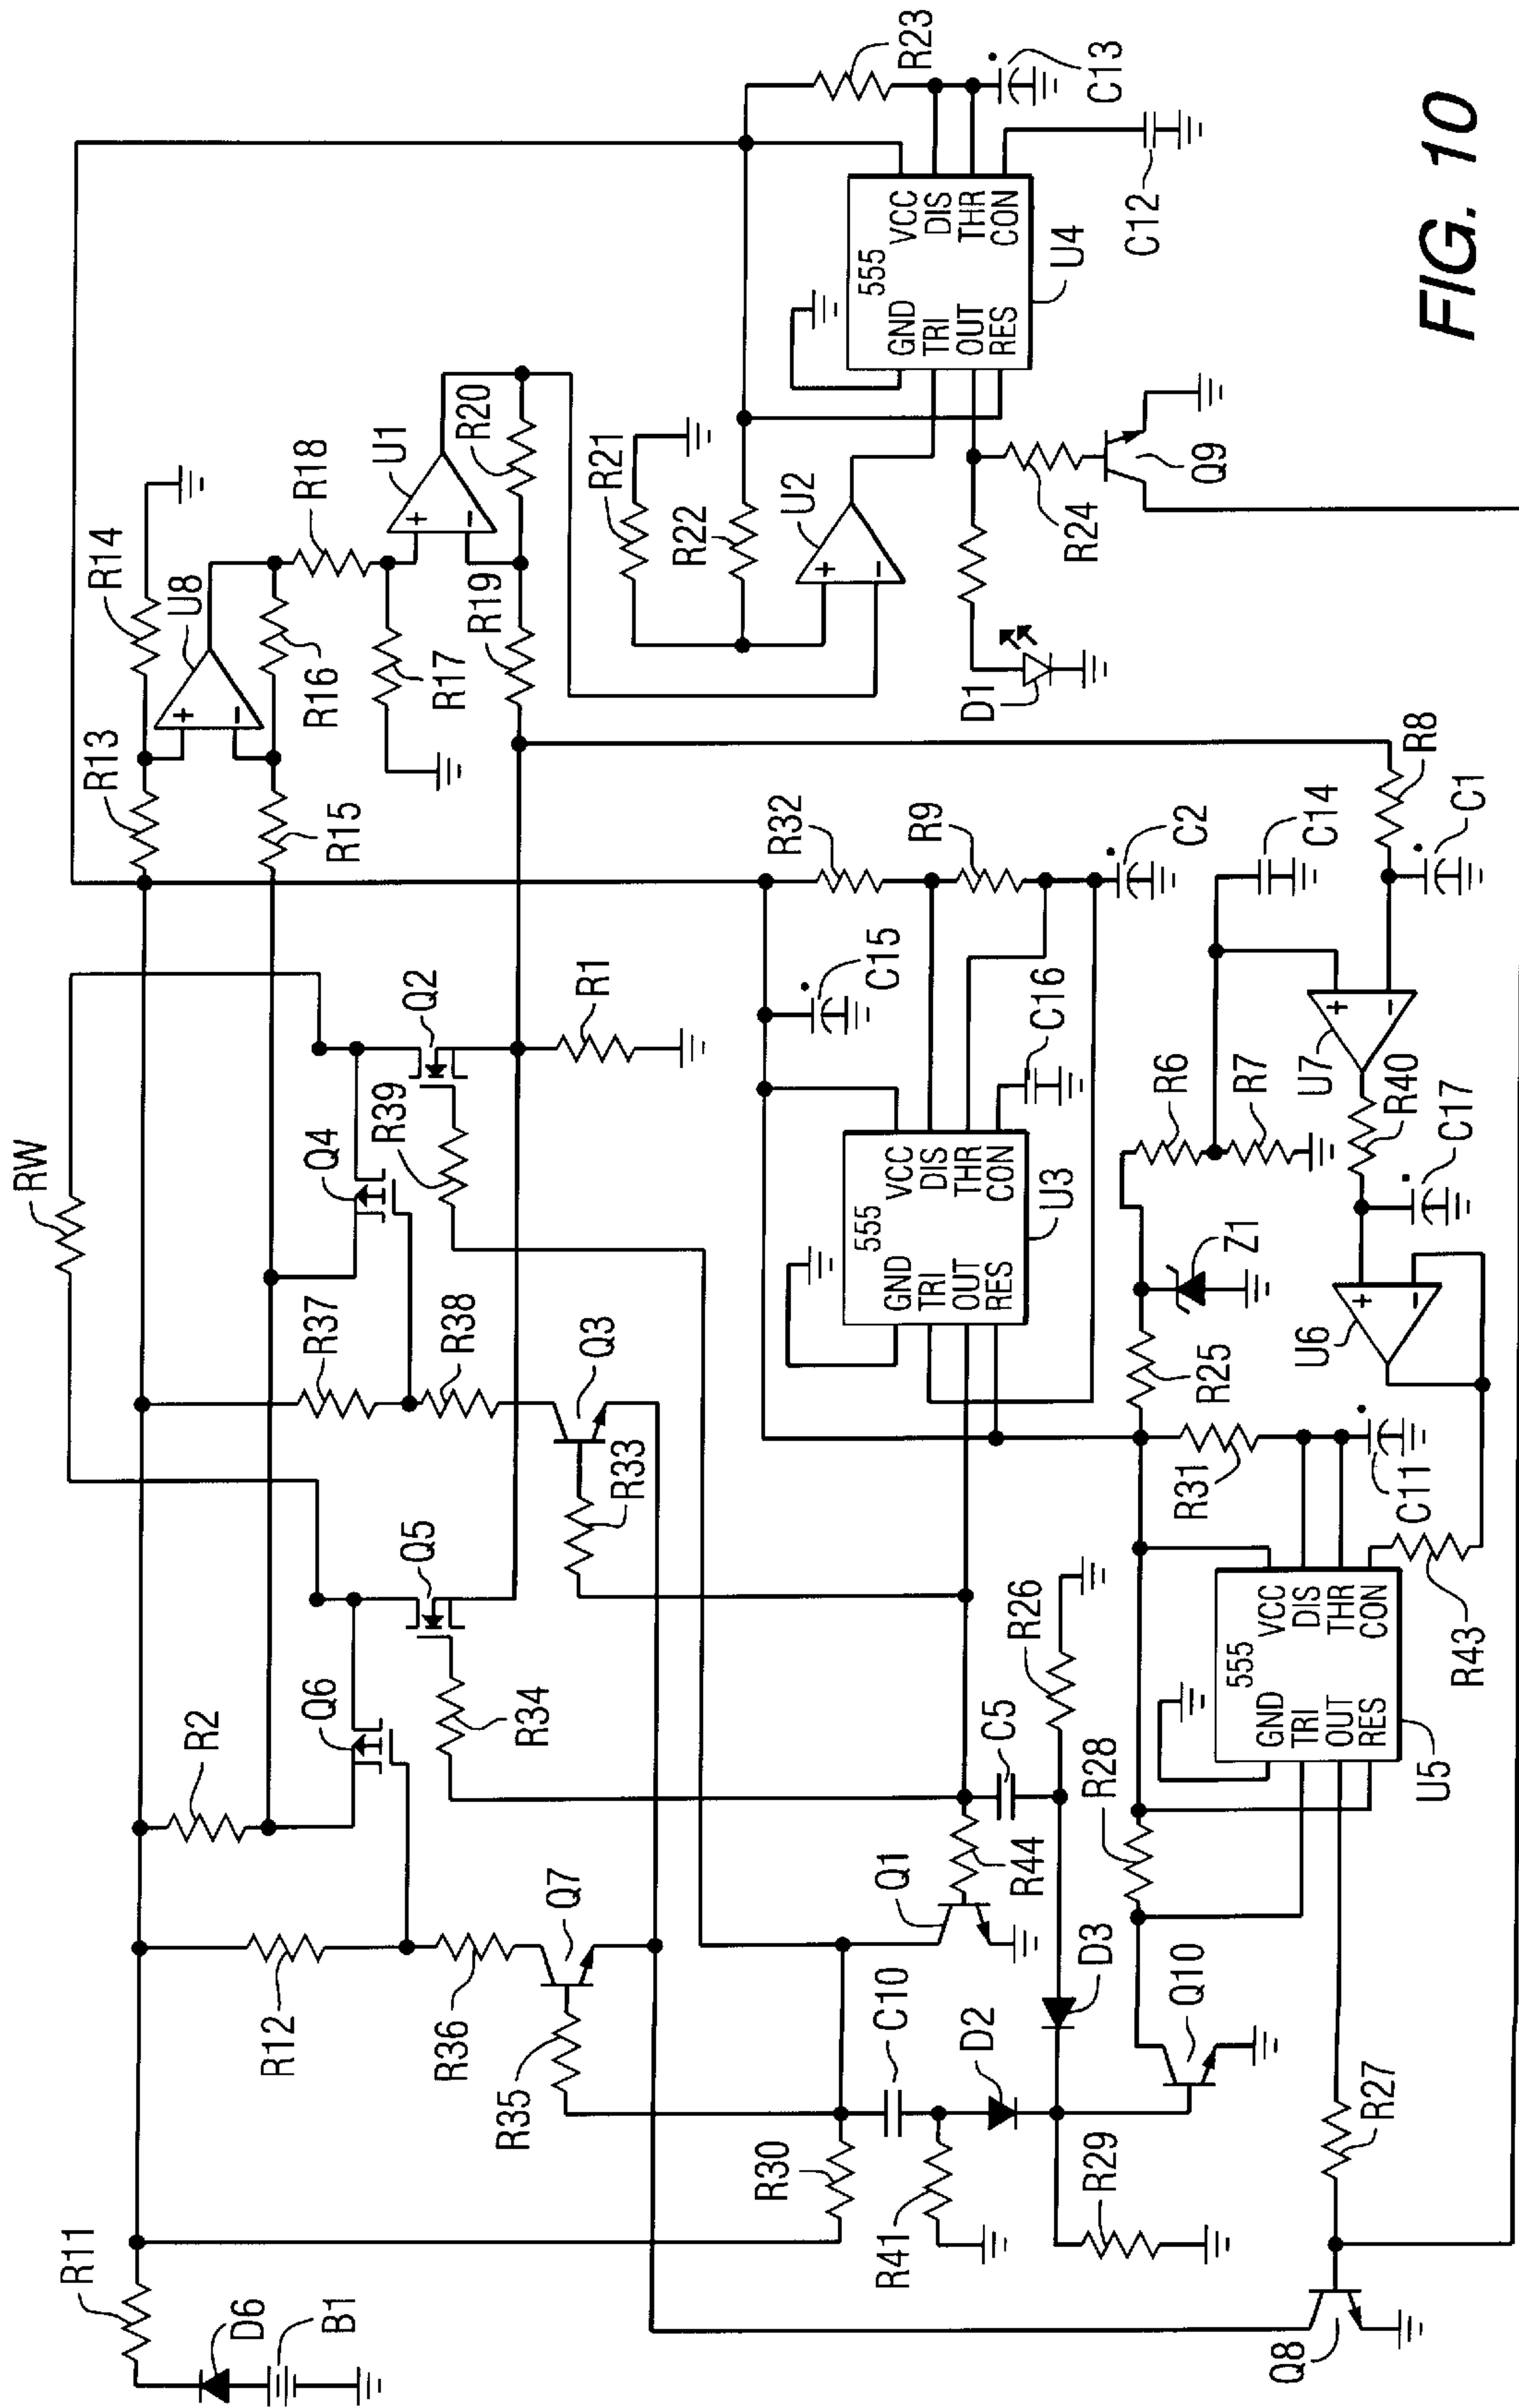 R11
D6
B1
R12
R36
Q7
R35
R2
Q6
Q5
R34
R37
R38
Q3
R33
RW
Q4
R39
Q2
R1
R13
R14
U8
R15
R16
R18
R17
U1
R19
R20
R21
R22
U2
+
-
+
-
+
-
555
GND VCC
TRI DIS
OUT THR
RES CON
U4
R23
C13
C12
R24
Q9
D1
R30
C10
R41
D2
D3
R29
Q10
Q1
R44
C5
R26
R28
555
GND VCC
TRI DIS
OUT THR
RES CON
U3
C15
C16
R32
R9
C2
R25
Z1
R6
R7
C14
R8
C1
U7
+
-
R40
C17
U6
+
-
R31
C11
R43
555
GND VCC
TRI DIS
OUT THR
RES CON
U5
R27
Q8
FIG. 10